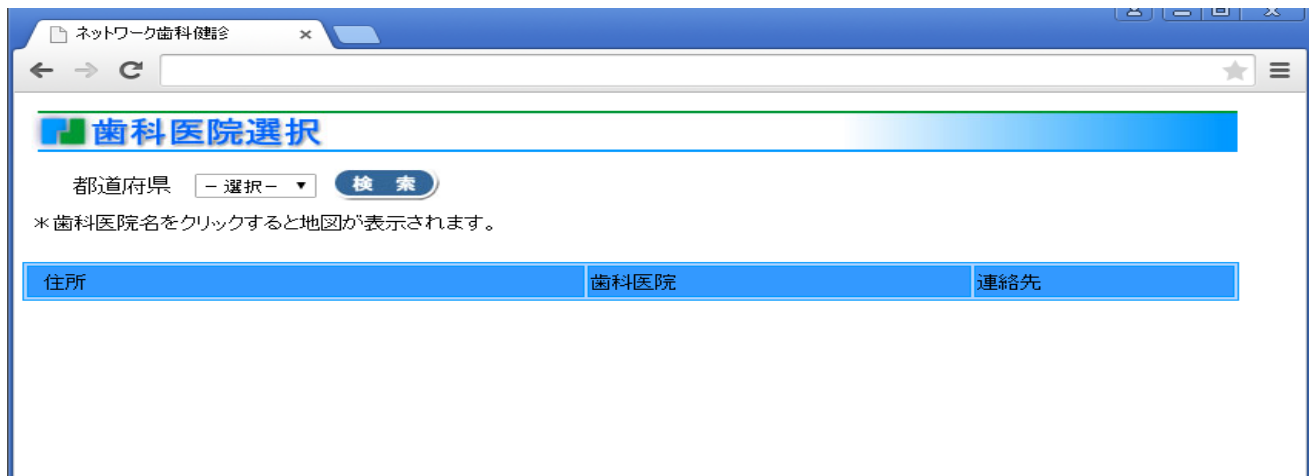 ネットワーク歯科健診
歯科医院選択
都道府県 －選択－ 検 索
＊歯科医院名をクリックすると地図が表示されます。
住所 歯科医院 連絡先